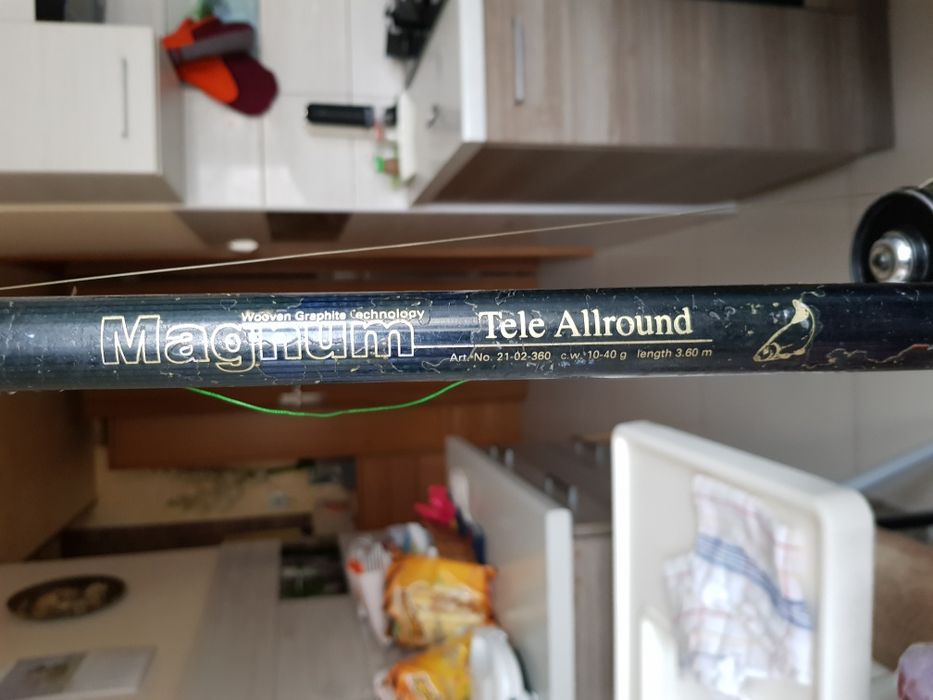 Wooven Graphite technology
Magnum
Tele Allround
Art.-No. 21-02-360 c.w. 10-40 g length 3.60 m